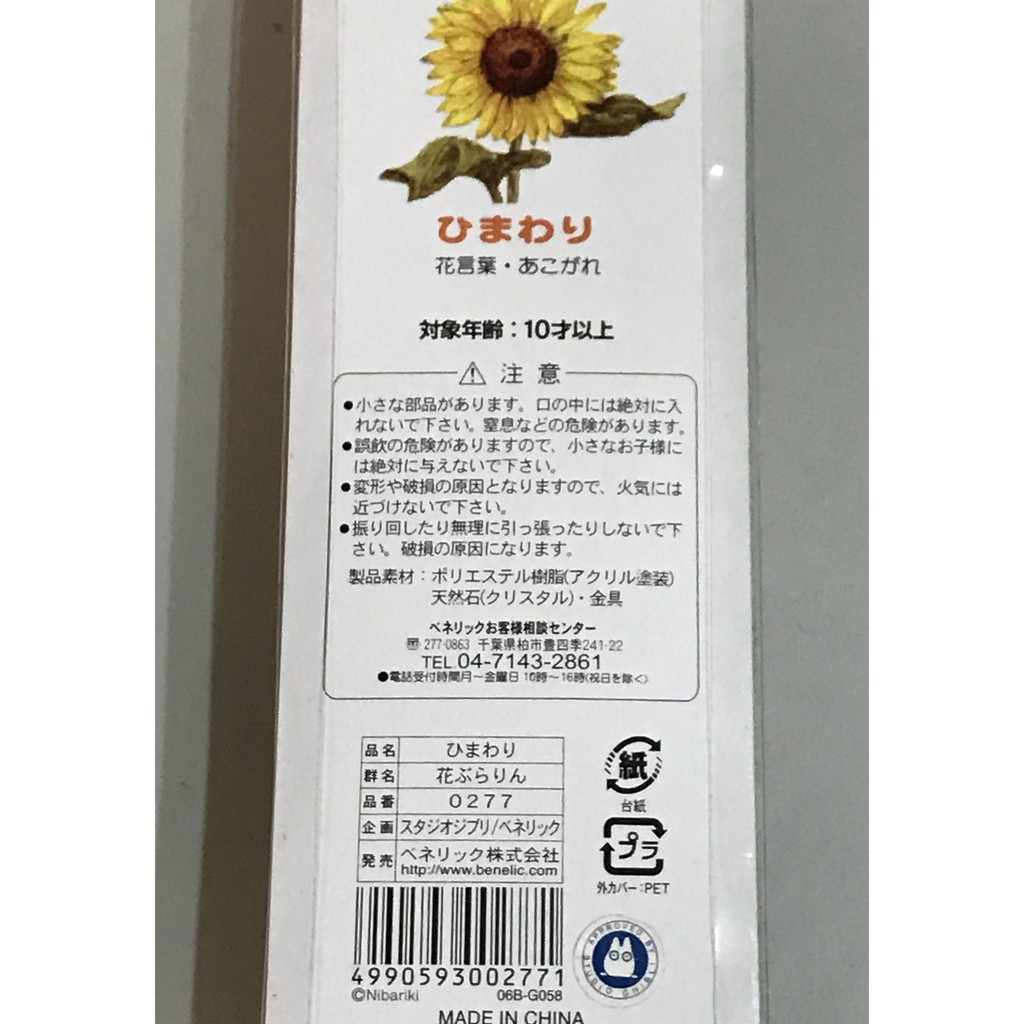 ひまわり
花言葉・あこがれ
対象年齢：10才以上
⚠ 注意
●小さな部品があります。口の中には絶対に入
れないで下さい。窒息などの危険があります。
●誤飲の危険がありますので、小さなお子様に
は絶対に与えないで下さい。
●変形や破損の原因となりますので、火気には
近づけないで下さい。
●振り回したり無理に引っ張ったりしないで下
さい。破損の原因になります。
製品素材：ポリエステル樹脂(アクリル塗装)
天然石(クリスタル)・金具
ベネリックお客様相談センター
〒277-0863 千葉県柏市豊四季241-22
TEL.04-7143-2861
●電話受付時間月～金曜日 10時～16時(祝日を除く)
品名 ひまわり
群名 花ぶらりん
品番 0277
企画 スタジオジブリ/ベネリック
発売 ベネリック株式会社
http://www.benelic.com
紙
台紙
プラ
外カバー:PET
APPROVED BY STUDIO GHIBLI
4990593002771
©Nibariki 06B-G058
MADE IN CHINA